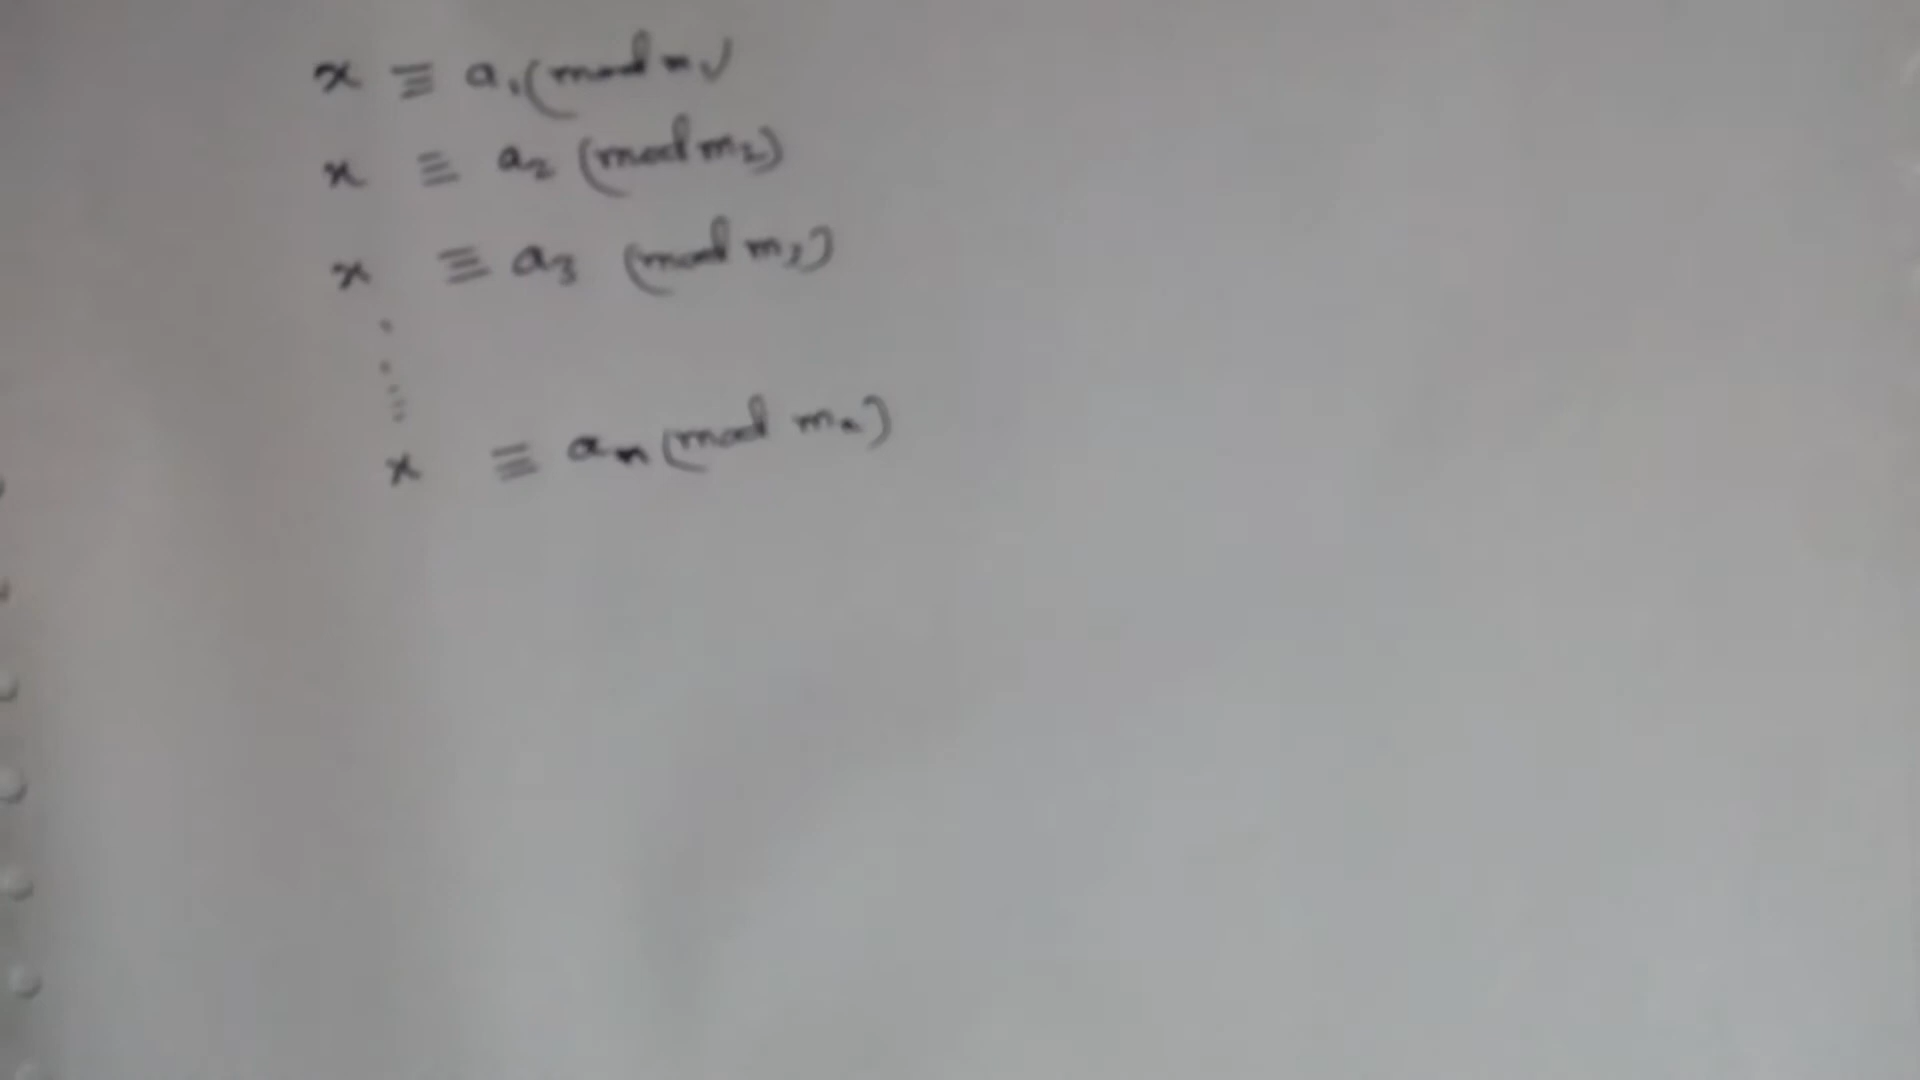 x ≡ a₁ (mod m₁)
x ≡ a₂ (mod m₂)
x ≡ a₃ (mod m₃)
⋮
x ≡ aₙ (mod mₙ)